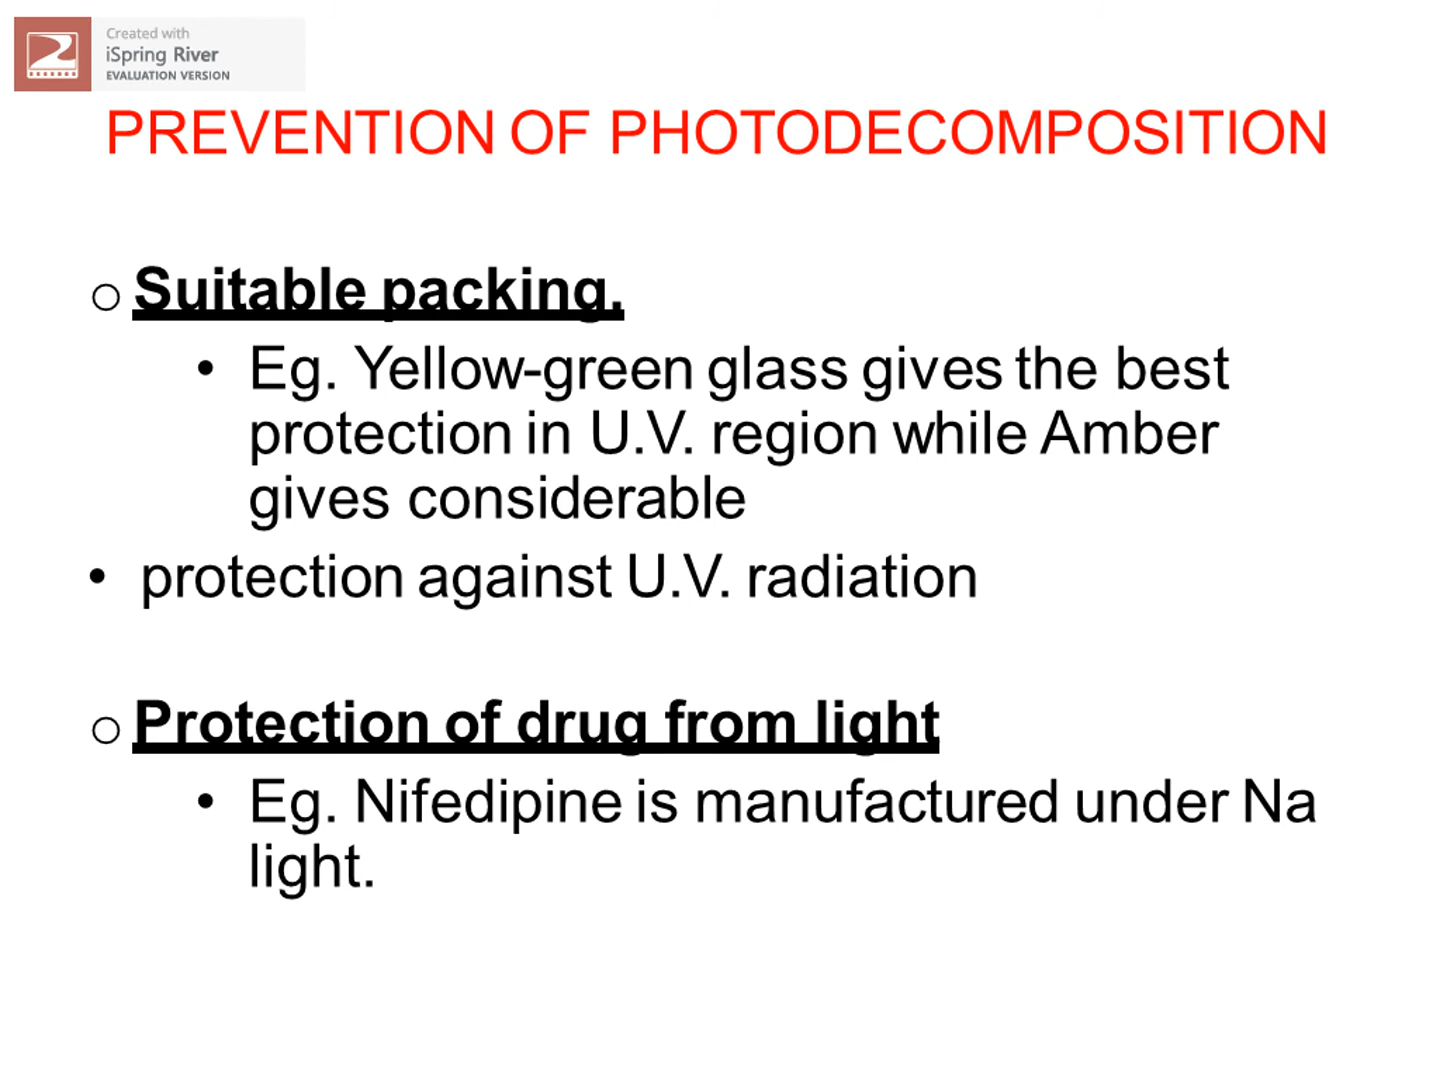 Created with
iSpring River
EVALUATION VERSION
PREVENTION OF PHOTODECOMPOSITION
o Suitable packing.
• Eg. Yellow-green glass gives the best
protection in U.V. region while Amber
gives considerable
• protection against U.V. radiation
o Protection of drug from light
• Eg. Nifedipine is manufactured under Na
light.